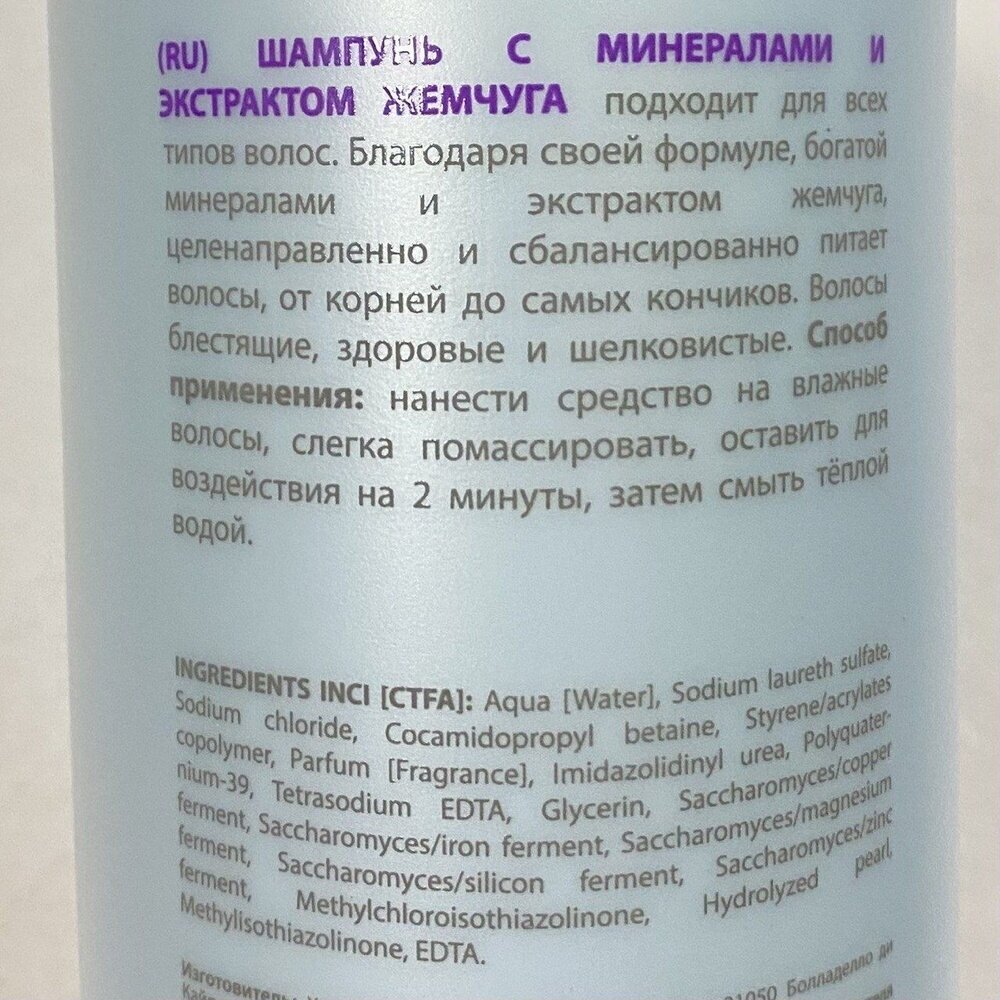 (RU) ШАМПУНЬ С МИНЕРАЛАМИ И
ЭКСТРАКТОМ ЖЕМЧУГА подходит для всех
типов волос. Благодаря своей формуле, богатой
минералами и экстрактом жемчуга,
целенаправленно и сбалансированно питает
волосы, от корней до самых кончиков. Волосы
блестящие, здоровые и шелковистые. Способ
применения: нанести средство на влажные
волосы, слегка помассировать, оставить для
воздействия на 2 минуты, затем смыть тёплой
водой.
INGREDIENTS INCI [CTFA]: Aqua [Water], Sodium laureth sulfate,
Sodium chloride, Cocamidopropyl betaine, Styrene/acrylates
copolymer, Parfum [Fragrance], Imidazolidinyl urea, Polyquater-
nium-39, Tetrasodium EDTA, Glycerin, Saccharomyces/copper
ferment, Saccharomyces/iron ferment, Saccharomyces/magnesium
ferment, Saccharomyces/silicon ferment, Saccharomyces/zinc
ferment, Methylchloroisothiazolinone, Hydrolyzed pearl,
Methylisothiazolinone, EDTA.
Изготовитель: Болладелло ди